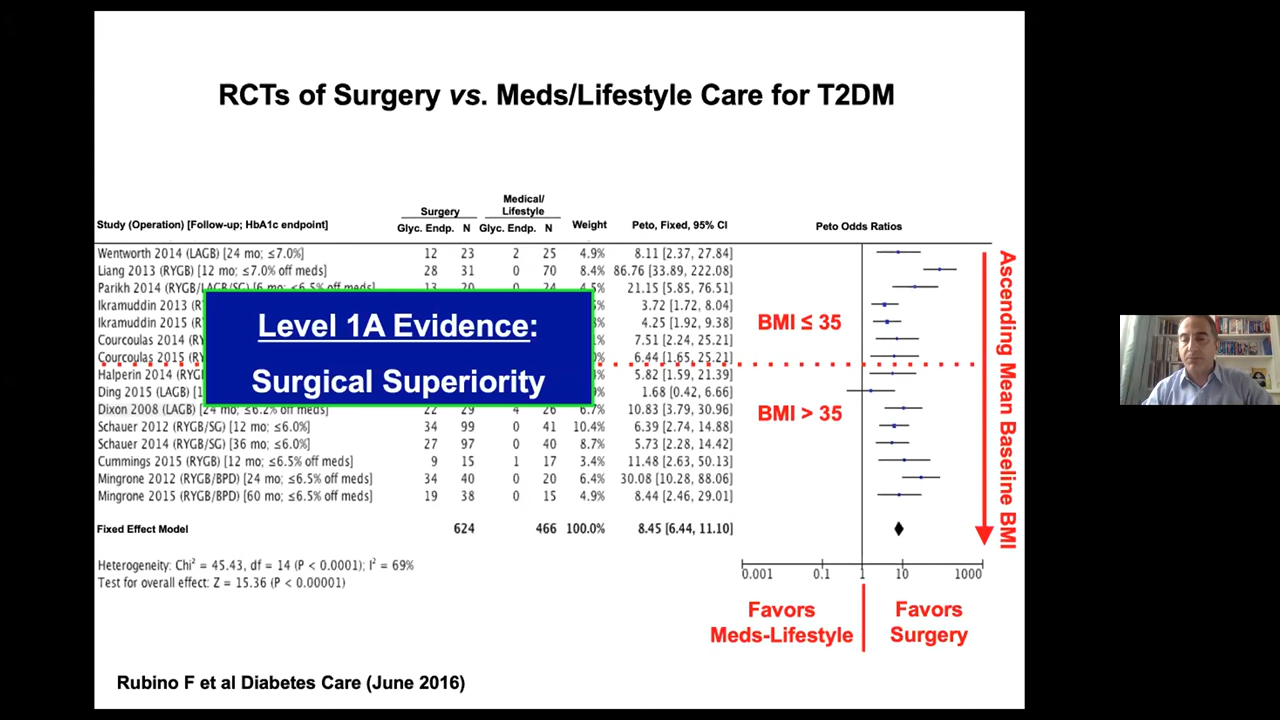 RCTs of Surgery vs. Meds/Lifestyle Care for T2DM
Study (Operation) [Follow-up; HbA1c endpoint] Surgery Medical/Lifestyle Weight Peto, Fixed, 95% CI Peto Odds Ratios
Glyc. Endp. N Glyc. Endp. N
Wentworth 2014 (LAGB) [24 mo; ≤7.0%] 12 23 2 25 4.9% 8.11 [2.37, 27.84]
Liang 2013 (RYGB) [12 mo; ≤7.0% off meds] 28 31 0 70 8.4% 86.76 [33.89, 222.08]
Parikh 2014 (RYGB/LAGB/SG) [6 mo; ≤6.5% off meds] 13 20 0 24 4.5% 21.15 [5.85, 76.51]
Ikramuddin 2013 3.72 [1.72, 8.04]
Ikramuddin 2015 4.25 [1.92, 9.38]
Courcoulas 2014 7.51 [2.24, 25.21]
Courcoulas 2015 6.44 [1.65, 25.21]
Halperin 2014 5.82 [1.59, 21.39]
Ding 2015 (LAGB) 1.68 [0.42, 6.66]
Dixon 2008 (LAGB) [24 mo; ≤6.2% off meds] 22 29 4 26 6.7% 10.83 [3.79, 30.96]
Schauer 2012 (RYGB/SG) [12 mo; ≤6.0%] 34 99 0 41 10.4% 6.39 [2.74, 14.88]
Schauer 2014 (RYGB/SG) [36 mo; ≤6.0%] 27 97 0 40 8.7% 5.73 [2.28, 14.42]
Cummings 2015 (RYGB) [12 mo; ≤6.5% off meds] 9 15 1 17 3.4% 11.48 [2.63, 50.13]
Mingrone 2012 (RYGB/BPD) [24 mo; ≤6.5% off meds] 34 40 0 20 6.4% 30.08 [10.28, 88.06]
Mingrone 2015 (RYGB/BPD) [60 mo; ≤6.5% off meds] 19 38 0 15 4.9% 8.44 [2.46, 29.01]
Fixed Effect Model 624 466 100.0% 8.45 [6.44, 11.10]
Heterogeneity: Chi² = 45.43, df = 14 (P < 0.0001); I² = 69%
Test for overall effect: Z = 15.36 (P < 0.00001)
Level 1A Evidence:
Surgical Superiority
BMI ≤ 35
BMI > 35
Ascending Mean Baseline BMI
0.001 0.1 1 10 1000
Favors
Meds-Lifestyle
Favors
Surgery
Rubino F et al Diabetes Care (June 2016)